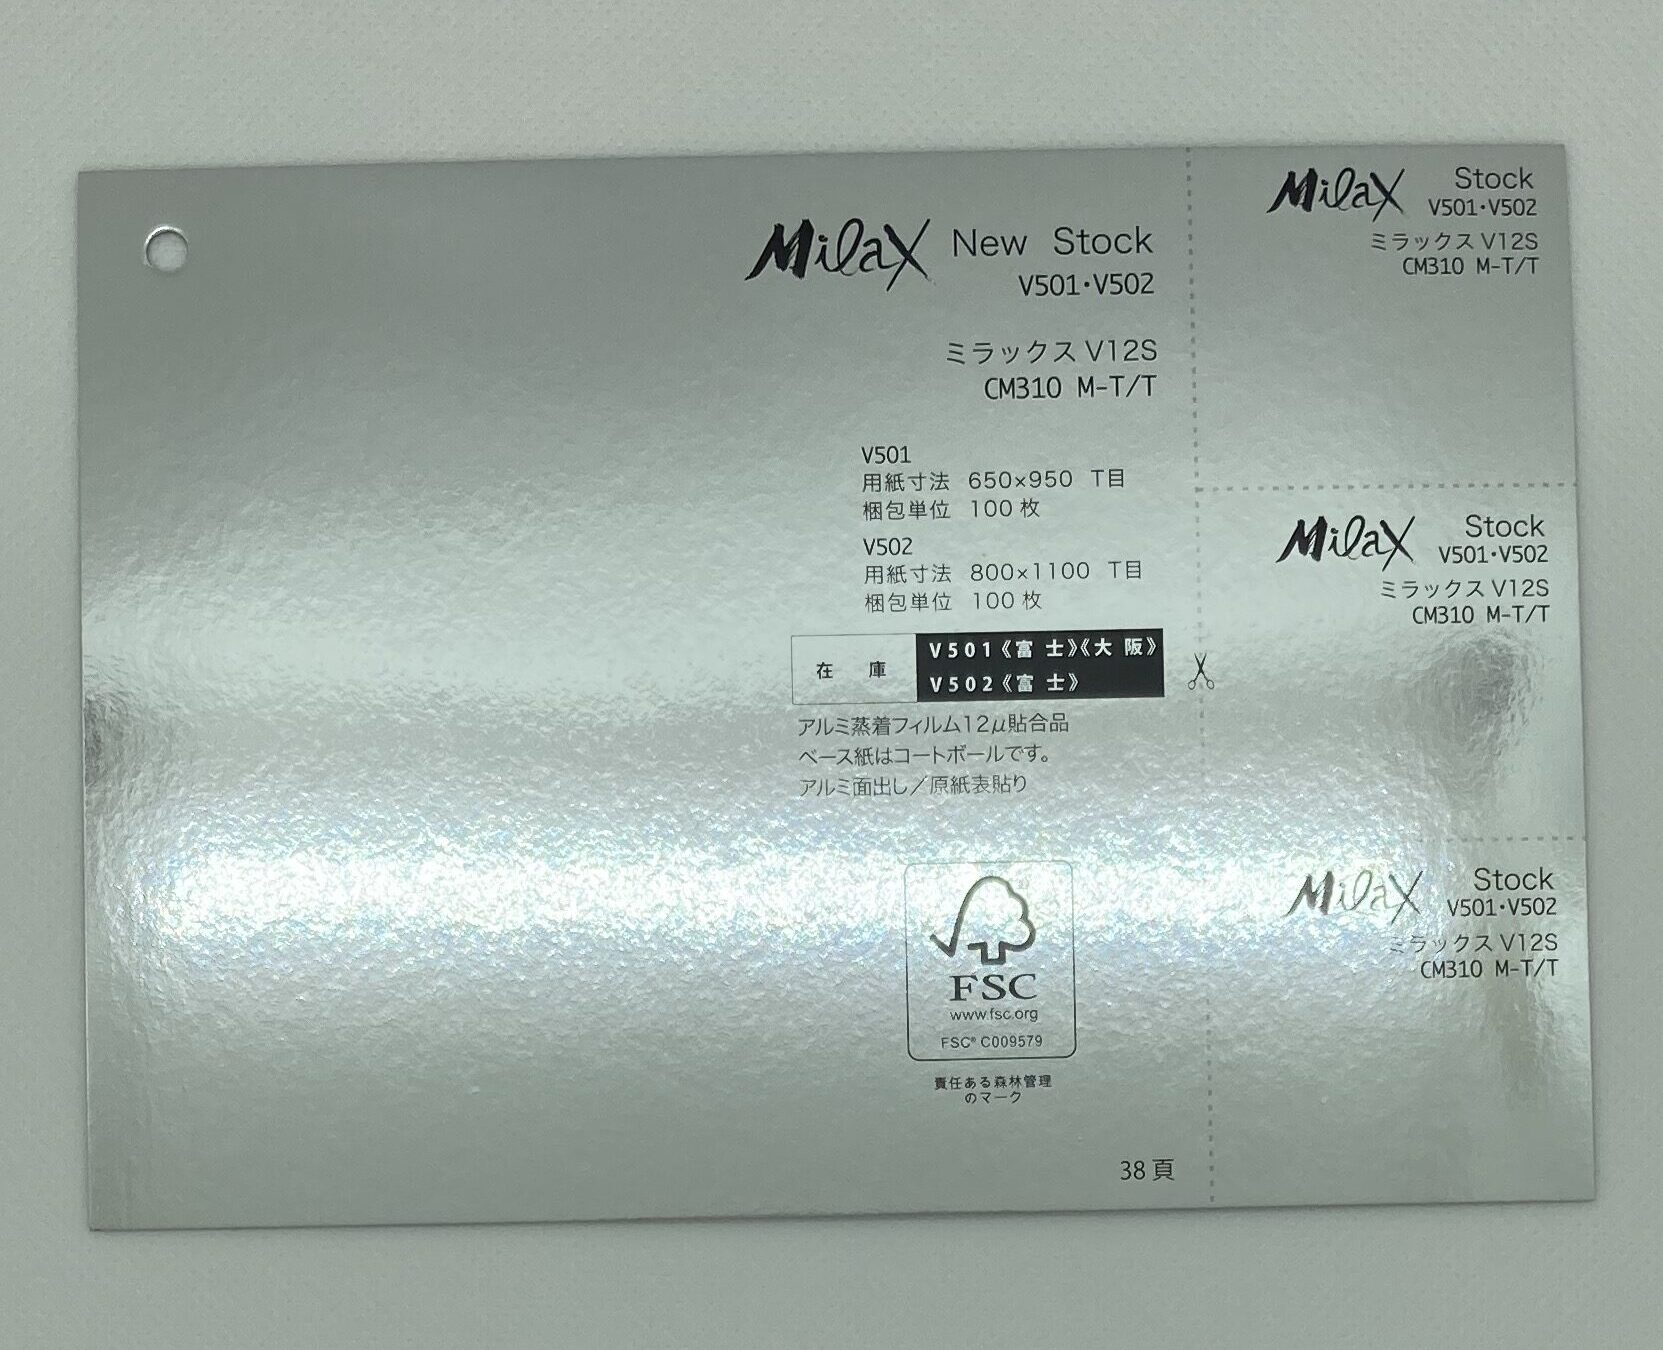 Milax New Stock
V501・V502
ミラックス V12S
CM310 M-T/T
V501
用紙寸法 650×950 T目
梱包単位 100 枚
V502
用紙寸法 800×1100 T目
梱包単位 100 枚
在 庫
V501《富 士》《大 阪》
V502《富 士》
アルミ蒸着フィルム12μ貼合品
ベース紙はコートボールです。
アルミ面出し／原紙表貼り
FSC
www.fsc.org
FSC® C009579
責任ある森林管理
のマーク
38 頁
Milax Stock
V501・V502
ミラックス V12S
CM310 M-T/T
Milax Stock
V501・V502
ミラックス V12S
CM310 M-T/T
Milax Stock
V501・V502
ミラックス V12S
CM310 M-T/T